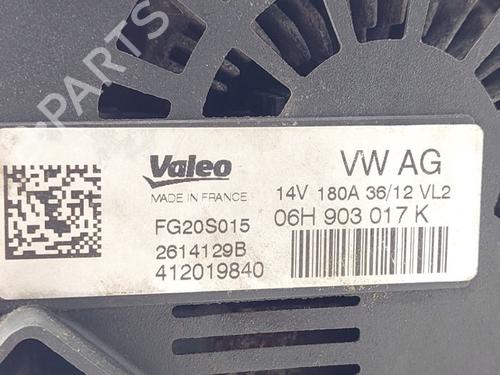 PARTS
Valeo
MADE IN FRANCE
FG20S015
2614129B
412019840
VW AG
14V 180A 36/12 VL2
06H 903 017 K